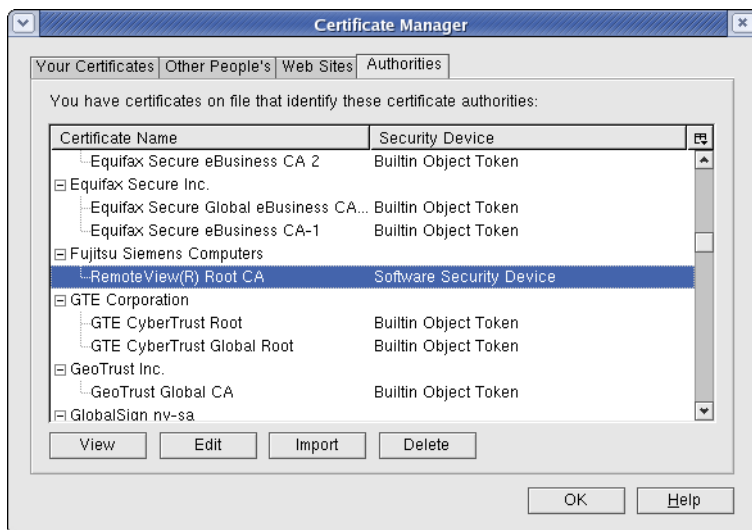 Certificate Manager
Your Certificates Other People's Web Sites Authorities
You have certificates on file that identify these certificate authorities:
Certificate Name Security Device
Equifax Secure eBusiness CA 2 Builtin Object Token
Equifax Secure Inc.
Equifax Secure Global eBusiness CA... Builtin Object Token
Equifax Secure eBusiness CA-1 Builtin Object Token
Fujitsu Siemens Computers
RemoteView(R) Root CA Software Security Device
GTE Corporation
GTE CyberTrust Root Builtin Object Token
GTE CyberTrust Global Root Builtin Object Token
GeoTrust Inc.
GeoTrust Global CA Builtin Object Token
GlobalSign nv-sa
View Edit Import Delete
OK Help